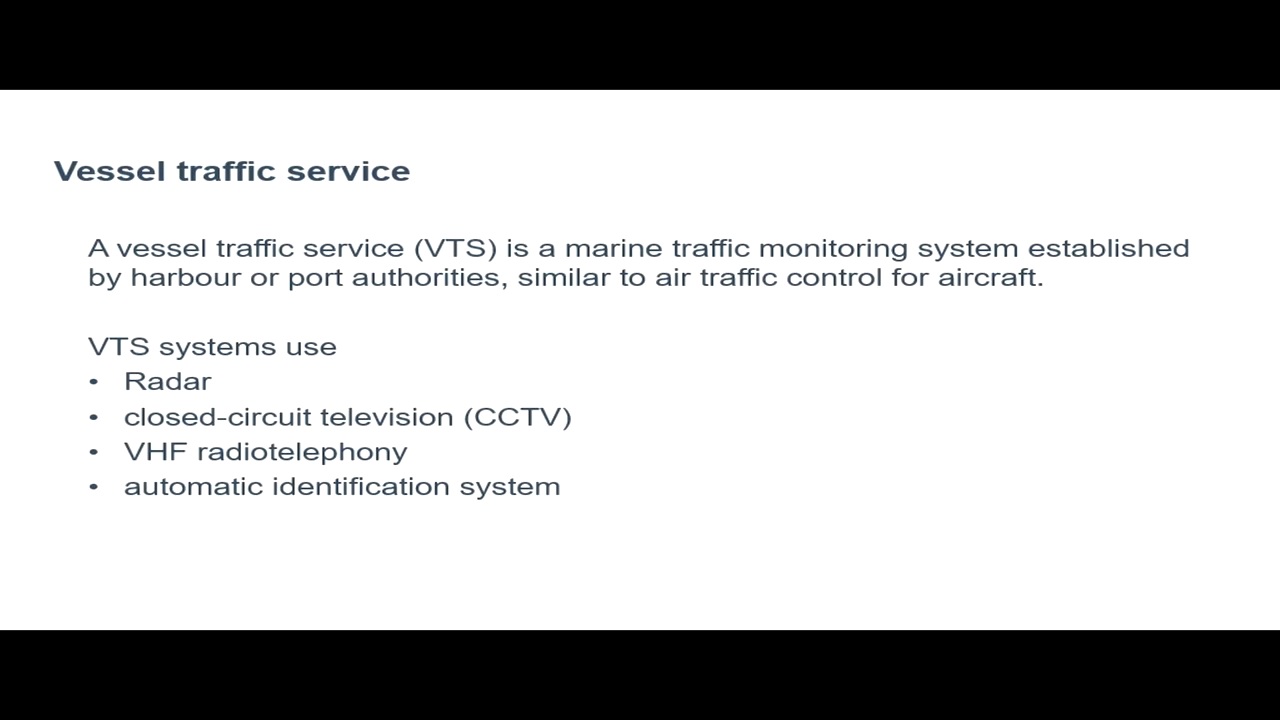 Vessel traffic service
A vessel traffic service (VTS) is a marine traffic monitoring system established
by harbour or port authorities, similar to air traffic control for aircraft.
VTS systems use
• Radar
• closed-circuit television (CCTV)
• VHF radiotelephony
• automatic identification system